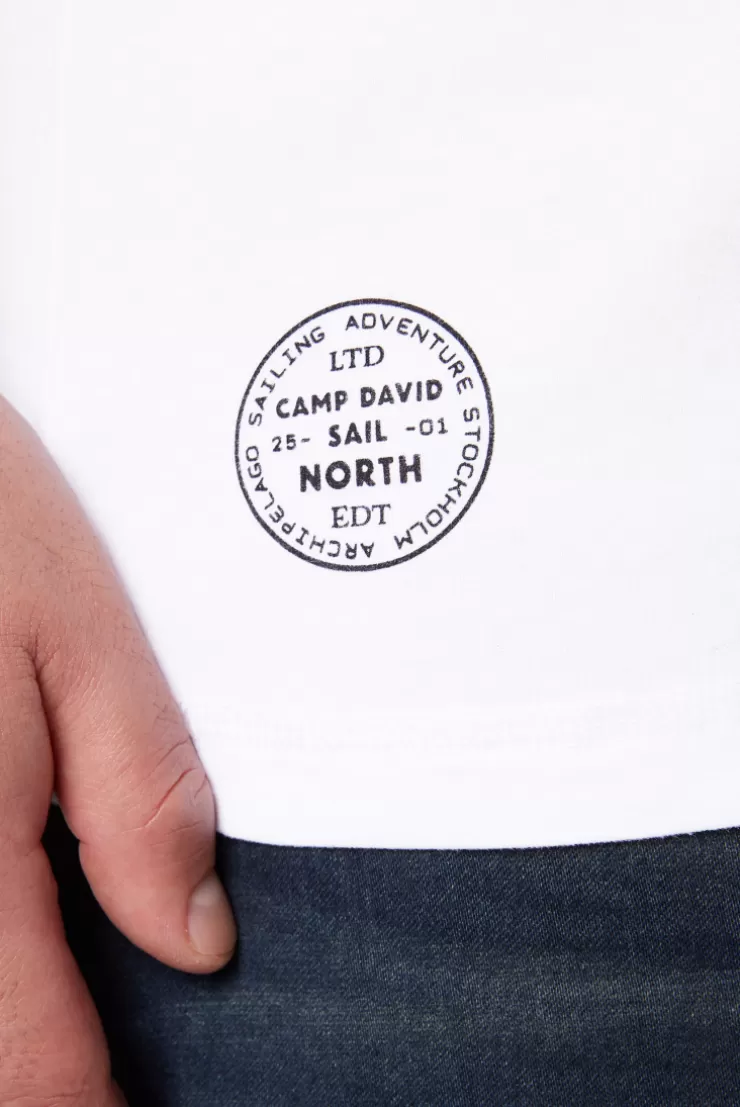 SAILING ADVENTURE STOCKHOLM ARCHIPELAGO
LTD
CAMP DAVID
25- SAIL -01
NORTH
EDT